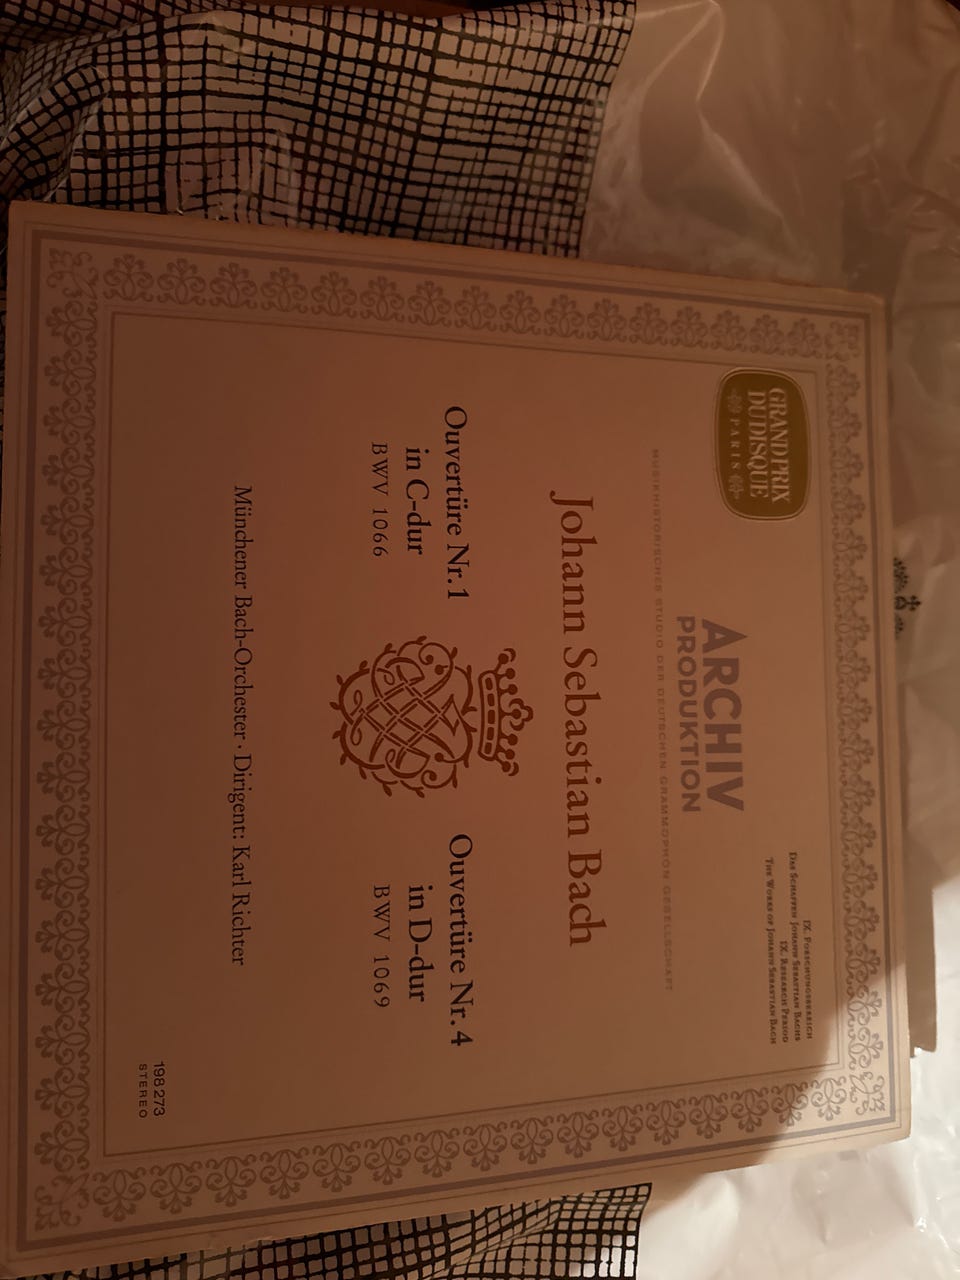 GRAND PRIX
DU DISQUE
PARIS
ARCHIV
PRODUKTION
IX. FORSCHUNGSBEREICH
DAS SCHAFFEN JOHANN SEBASTIAN BACHS
IX. RESEARCH PERIOD
THE WORKS OF JOHANN SEBASTIAN BACH
MUSIKHISTORISCHES STUDIO DER DEUTSCHEN GRAMMOPHON GESELLSCHAFT
Johann Sebastian Bach
Ouvertüre Nr.1
in C-dur
BWV 1066
Ouvertüre Nr. 4
in D-dur
BWV 1069
Münchener Bach-Orchester · Dirigent: Karl Richter
198 273
STEREO